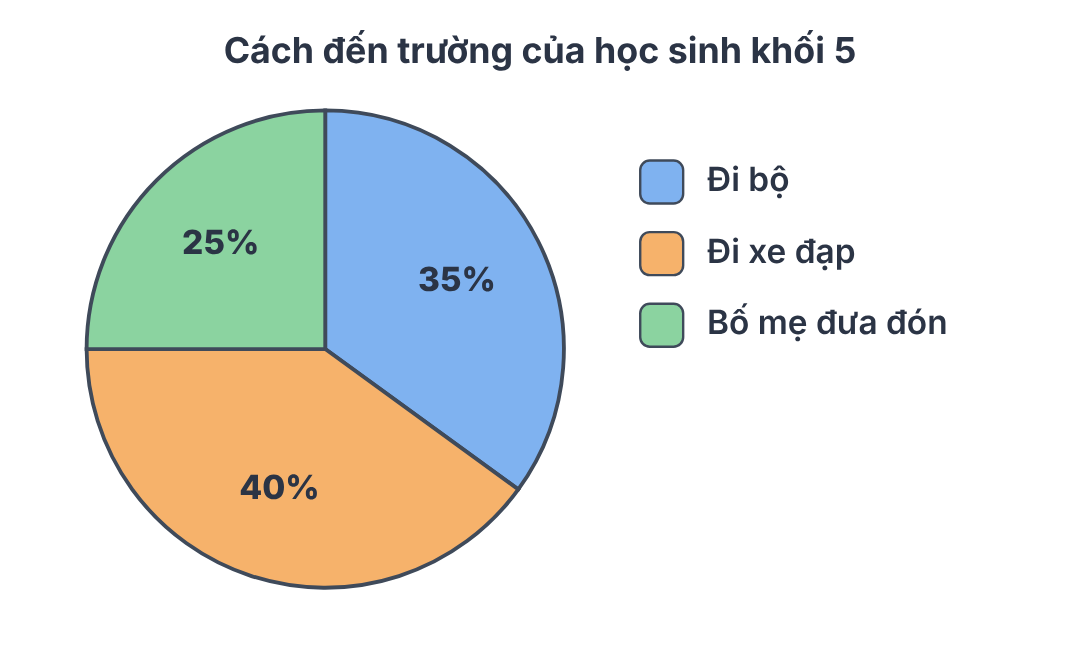 Cách đến trường của học sinh khối 5
25%
35%
40%
Đi bộ
Đi xe đạp
Bố mẹ đưa đón